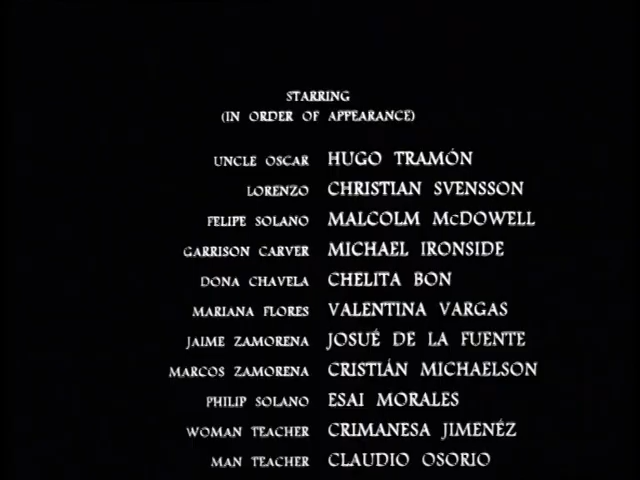 STARRING
(IN ORDER OF APPEARANCE)
UNCLE OSCAR HUGO TRAMÓN
LORENZO CHRISTIAN SVENSSON
FELIPE SOLANO MALCOLM McDOWELL
GARRISON CARVER MICHAEL IRONSIDE
DONA CHAVELA CHELITA BON
MARIANA FLORES VALENTINA VARGAS
JAIME ZAMORENA JOSUÉ DE LA FUENTE
MARCOS ZAMORENA CRISTIÁN MICHAELSON
PHILIP SOLANO ESAI MORALES
WOMAN TEACHER CRIMANESA JIMENÉZ
MAN TEACHER CLAUDIO OSORIO